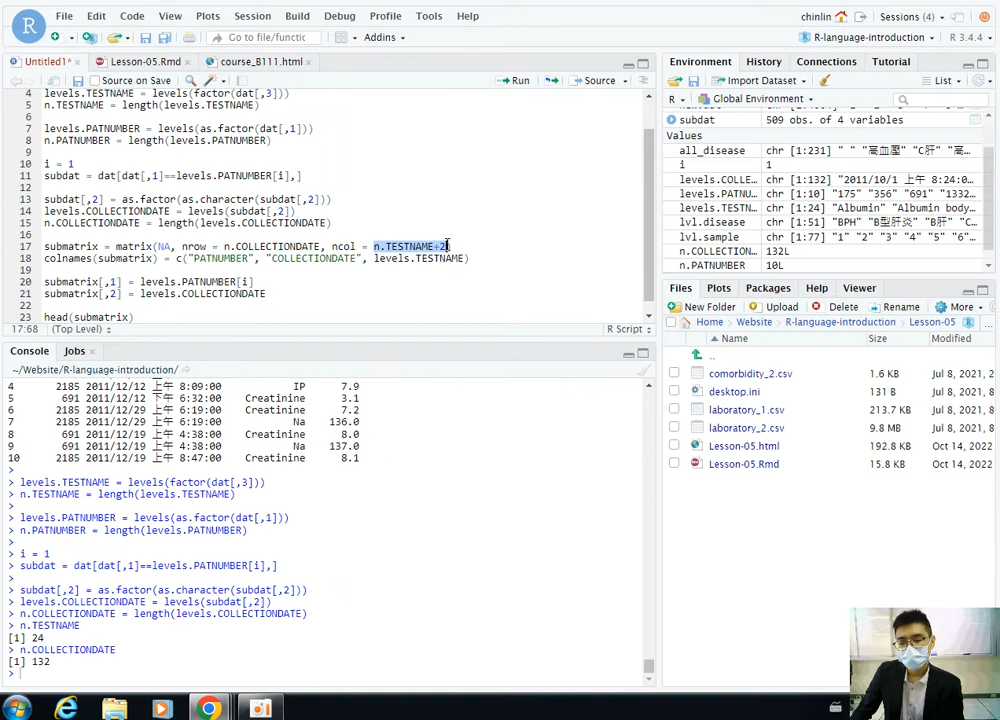 File Edit Code View Plots Session Build Debug Profile Tools Help
chinlin Sessions (4)
Go to file/functic Addins
R-language-introduction R 3.4.4
Untitled1* Lesson-05.Rmd course_B111.html
Source on Save Run Source
4 levels.TESTNAME = levels(factor(dat[,3]))
5 n.TESTNAME = length(levels.TESTNAME)
6
7 levels.PATNUMBER = levels(as.factor(dat[,1]))
8 n.PATNUMBER = length(levels.PATNUMBER)
9
10 i = 1
11 subdat = dat[dat[,1]==levels.PATNUMBER[i],]
12
13 subdat[,2] = as.factor(as.character(subdat[,2]))
14 levels.COLLECTIONDATE = levels(subdat[,2])
15 n.COLLECTIONDATE = length(levels.COLLECTIONDATE)
16
17 submatrix = matrix(NA, nrow = n.COLLECTIONDATE, ncol = n.TESTNAME+2)
18 colnames(submatrix) = c("PATNUMBER", "COLLECTIONDATE", levels.TESTNAME)
19
20 submatrix[,1] = levels.PATNUMBER[i]
21 submatrix[,2] = levels.COLLECTIONDATE
22
23 head(submatrix)
17:68 (Top Level) R Script
Console Jobs
~/Website/R-language-introduction/
4 2185 2011/12/12 上午 8:09:00 IP 7.9
5 691 2011/12/12 下午 6:32:00 Creatinine 3.1
6 2185 2011/12/29 上午 6:19:00 Creatinine 7.2
7 2185 2011/12/29 上午 6:19:00 Na 136.0
8 691 2011/12/19 上午 4:38:00 Creatinine 8.0
9 691 2011/12/19 上午 4:38:00 Na 137.0
10 2185 2011/12/19 上午 8:47:00 Creatinine 8.1
>
> levels.TESTNAME = levels(factor(dat[,3]))
> n.TESTNAME = length(levels.TESTNAME)
>
> levels.PATNUMBER = levels(as.factor(dat[,1]))
> n.PATNUMBER = length(levels.PATNUMBER)
>
> i = 1
> subdat = dat[dat[,1]==levels.PATNUMBER[i],]
>
> subdat[,2] = as.factor(as.character(subdat[,2]))
> levels.COLLECTIONDATE = levels(subdat[,2])
> n.COLLECTIONDATE = length(levels.COLLECTIONDATE)
> n.TESTNAME
[1] 24
> n.COLLECTIONDATE
[1] 132
>
Environment History Connections Tutorial
Import Dataset List
R Global Environment
subdat 509 obs. of 4 variables
Values
all_disease chr [1:231] " " "高血壓" "C肝" "高…
i 1
levels.COLLE… chr [1:132] "2011/10/1 上午 8:24:0…
levels.PATNU… chr [1:10] "175" "356" "691" "1332…
levels.TESTN… chr [1:24] "Albumin" "Albumin body…
lvl.disease chr [1:15] "BPH" "B型肝炎" "B肝" "C…
lvl.sample chr [1:77] "1" "2" "3" "4" "5" "6"…
n.COLLECTION… 132L
n.PATNUMBER 10L
Files Plots Packages Help Viewer
New Folder Upload Delete Rename More
Home Website R-language-introduction Lesson-05 ...
Name Size Modified
..
comorbidity_2.csv 1.6 KB Jul 8, 2021,
desktop.ini 131 B Jul 8, 2021,
laboratory_1.csv 213.7 KB Jul 8, 2021,
laboratory_2.csv 9.8 MB Jul 8, 2021,
Lesson-05.html 192.8 KB Oct 14, 2022
Lesson-05.Rmd 15.8 KB Oct 14, 2022